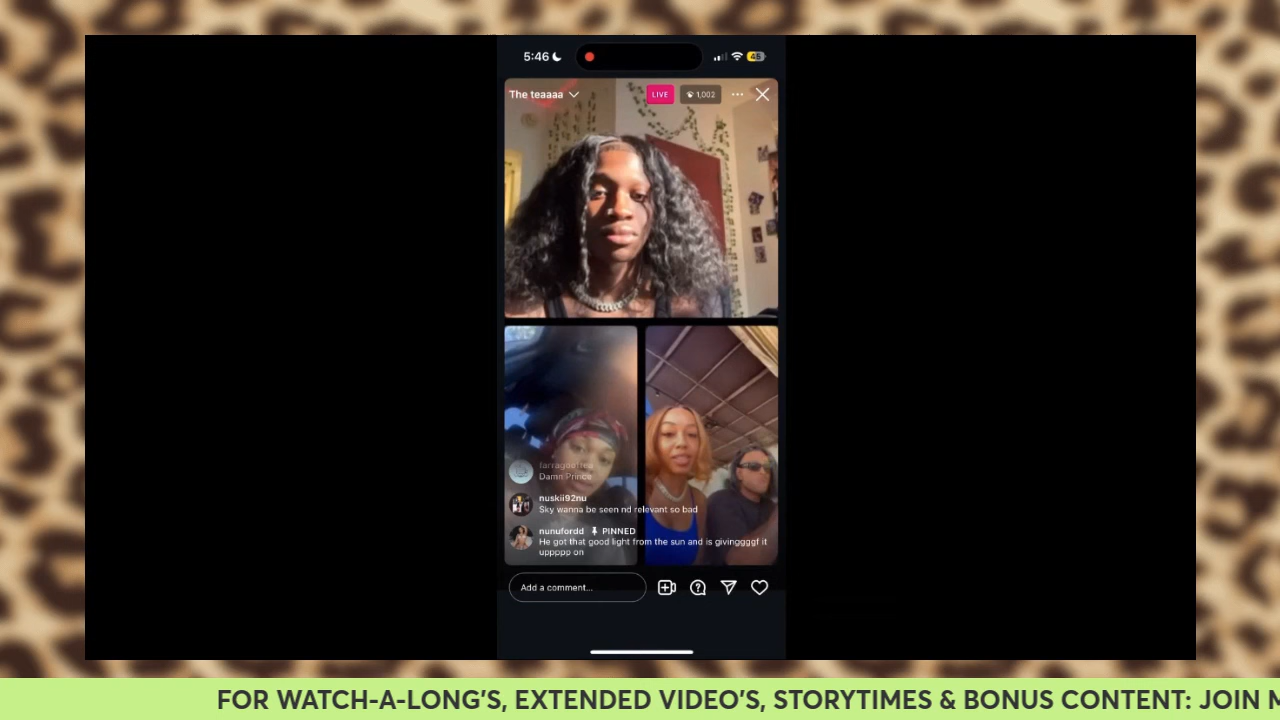 5:46
45
The teaaaa
LIVE
1,002
farragoofrea
Damn Prince
nuskii92nu
Sky wanna be seen nd relevant so bad
nunufordd PINNED
He got that good light from the sun and is givinggggf it
uppppp on
Add a comment...
FOR WATCH-A-LONG'S, EXTENDED VIDEO'S, STORYTIMES & BONUS CONTENT: JOIN M